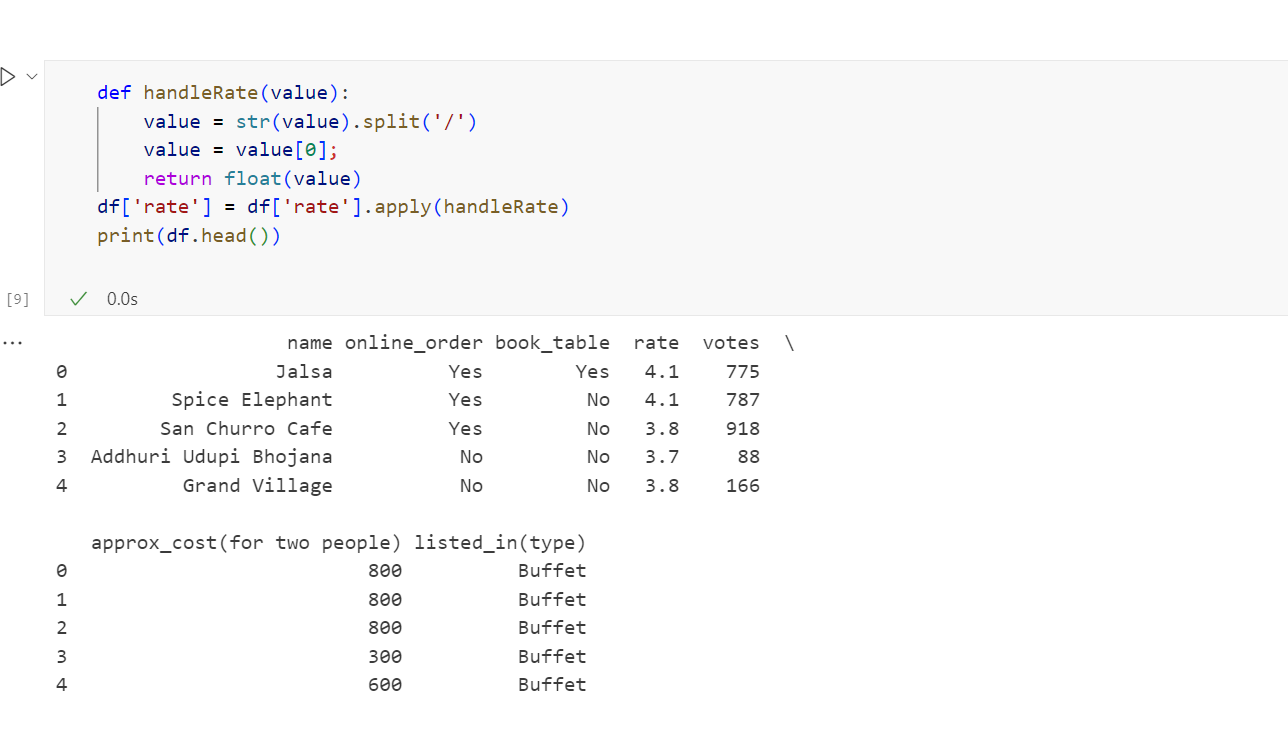 def handleRate(value):
    value = str(value).split('/')
    value = value[0];
    return float(value)
df['rate'] = df['rate'].apply(handleRate)
print(df.head())
[9] ✓ 0.0s
...
                   name online_order book_table  rate  votes  \
0                 Jalsa          Yes        Yes   4.1    775
1        Spice Elephant          Yes         No   4.1    787
2       San Churro Cafe          Yes         No   3.8    918
3 Addhuri Udupi Bhojana           No         No   3.7     88
4         Grand Village           No         No   3.8    166
   approx_cost(for two people) listed_in(type)
0                          800          Buffet
1                          800          Buffet
2                          800          Buffet
3                          300          Buffet
4                          600          Buffet